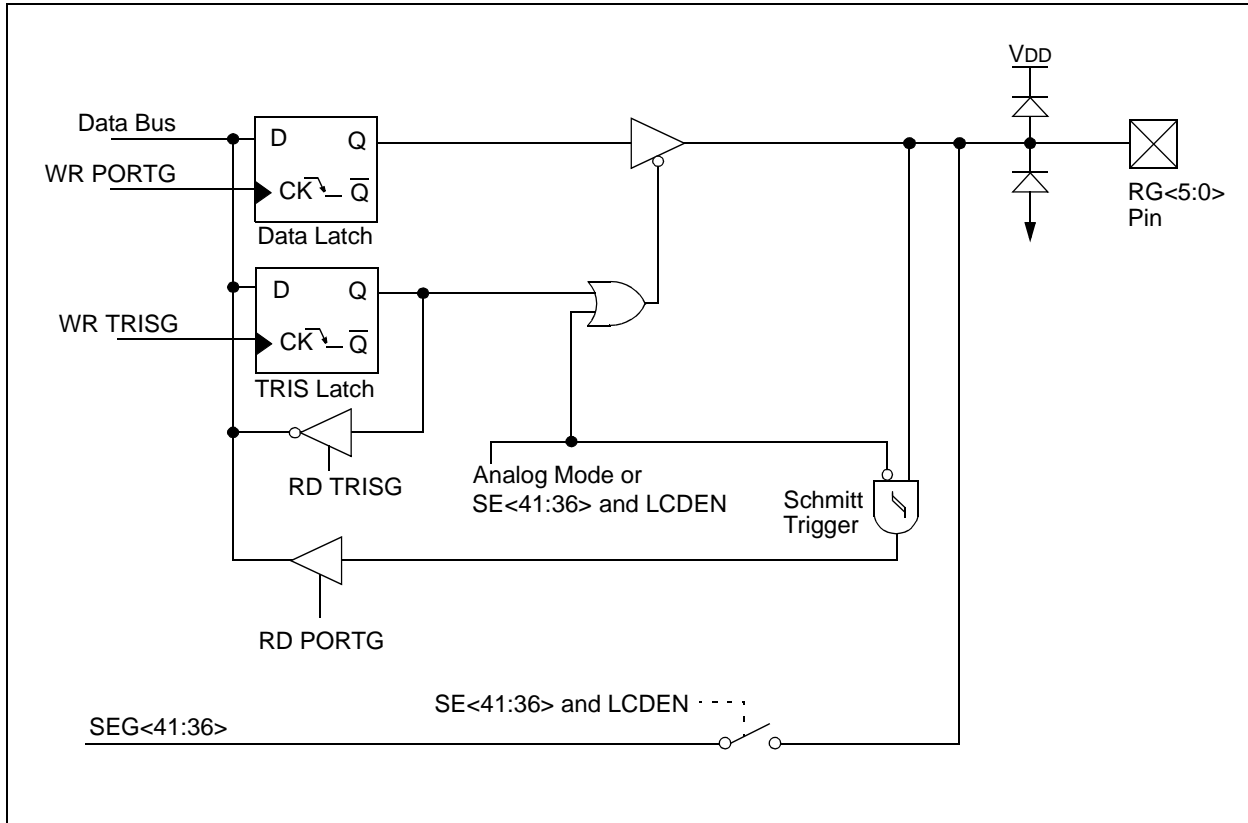 VDD
Data Bus
D Q
WR PORTG
CK Q̅
RG<5:0>
Pin
Data Latch
D Q
WR TRISG
CK Q̅
TRIS Latch
RD TRISG
Analog Mode or
SE<41:36> and LCDEN
Schmitt
Trigger
RD PORTG
SE<41:36> and LCDEN
SEG<41:36>